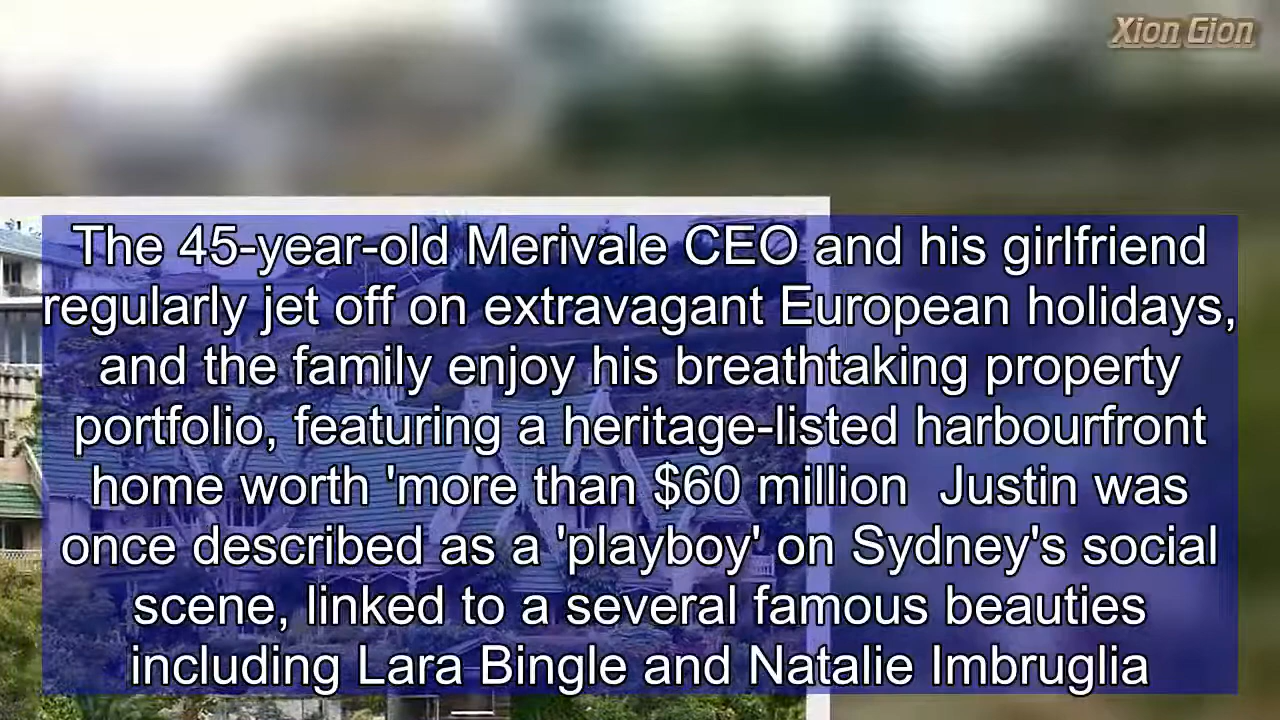 Xion Gion
The 45-year-old Merivale CEO and his girlfriend
regularly jet off on extravagant European holidays,
and the family enjoy his breathtaking property
portfolio, featuring a heritage-listed harbourfront
home worth 'more than $60 million  Justin was
once described as a 'playboy' on Sydney's social
scene, linked to a several famous beauties
including Lara Bingle and Natalie Imbruglia